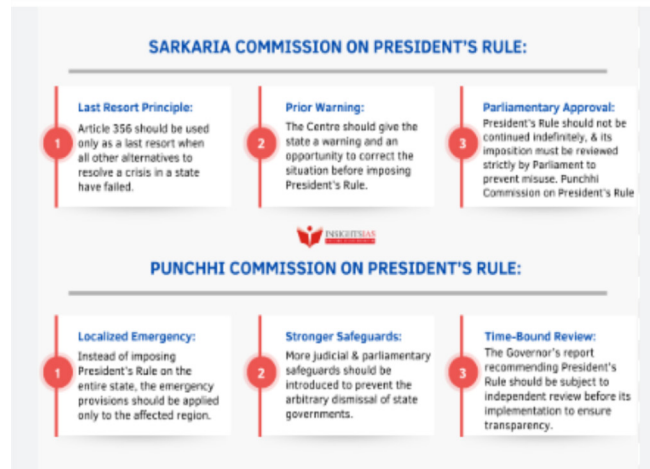 SARKARIA COMMISSION ON PRESIDENT'S RULE:
Last Resort Principle:
1
Article 356 should be used
only as a last resort when
all other alternatives to
resolve a crisis in a state
have failed.
Prior Warning:
2
The Centre should give the
state a warning and an
opportunity to correct the
situation before imposing
President's Rule.
Parliamentary Approval:
3
President's Rule should not be
continued indefinitely, & its
imposition must be reviewed
strictly by Parliament to
prevent misuse. Punchhi
Commission on President's Rule
INSIGHTSIAS
PUNCHHI COMMISSION ON PRESIDENT'S RULE:
Localized Emergency:
1
Instead of imposing
President's Rule on the
entire state, the emergency
provisions should be applied
only to the affected region.
Stronger Safeguards:
2
More judicial & parliamentary
safeguards should be
introduced to prevent the
arbitrary dismissal of state
governments.
Time-Bound Review:
3
The Governor's report
recommending President's
Rule should be subject to
independent review before its
implementation to ensure
transparency.